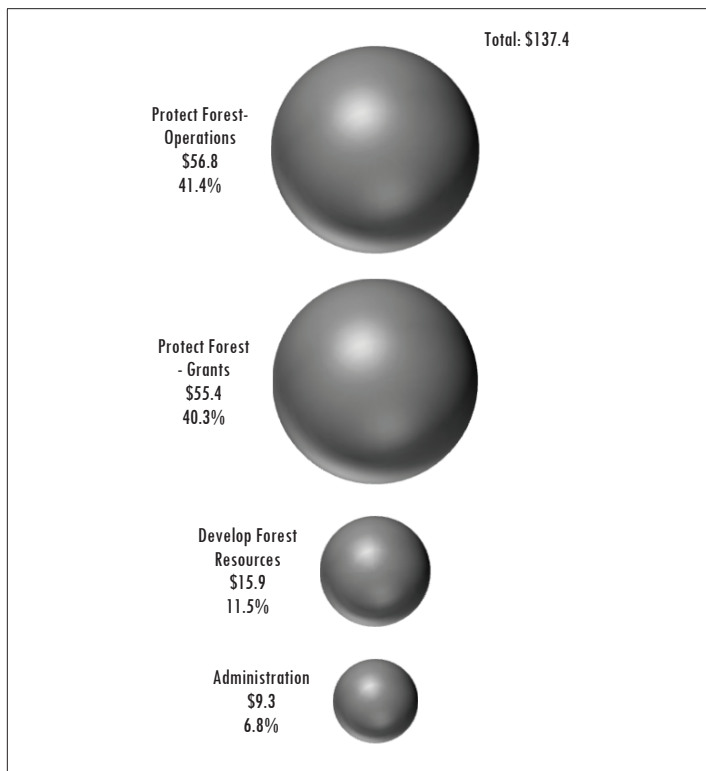 Total: $137.4
Protect Forest-
Operations
$56.8
41.4%
Protect Forest
- Grants
$55.4
40.3%
Develop Forest
Resources
$15.9
11.5%
Administration
$9.3
6.8%